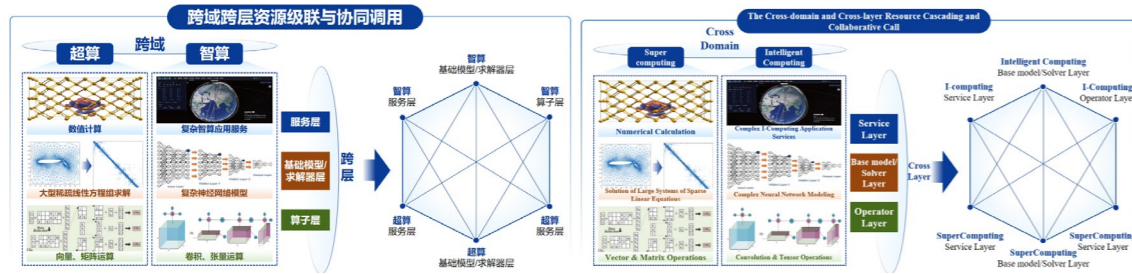 跨域跨层资源级联与协同调用
跨域
超算
智算
数值计算
复杂智算应用服务
大型稀疏线性方程组求解
复杂神经网络模型
向量、矩阵运算
卷积、张量运算
服务层
基础模型/
求解器层
算子层
跨
层
智算
基础模型/求解器层
智算
服务层
智算
算子层
超算
服务层
超算
服务层
超算
基础模型/求解器层
The Cross-domain and Cross-layer Resource Cascading and
Collaborative Call
Cross
Domain
Super
computing
Intelligent
Computing
Numerical Calculation
Complex I-Computing Application
Services
Solution of Large Systems of Sparse
Linear Equations
Complex Neural Network Modeling
Vector & Matrix Operations
Convolution & Tensor Operations
Service
Layer
Base model/
Solver
Layer
Operator
Layer
Cross
Layer
Intelligent Computing
Base model/Solver Layer
I-computing
Service Layer
I-Computing
Operator Layer
SuperComputing
Service Layer
SuperComputing
Service Layer
SuperComputing
Base model/Solver Layer